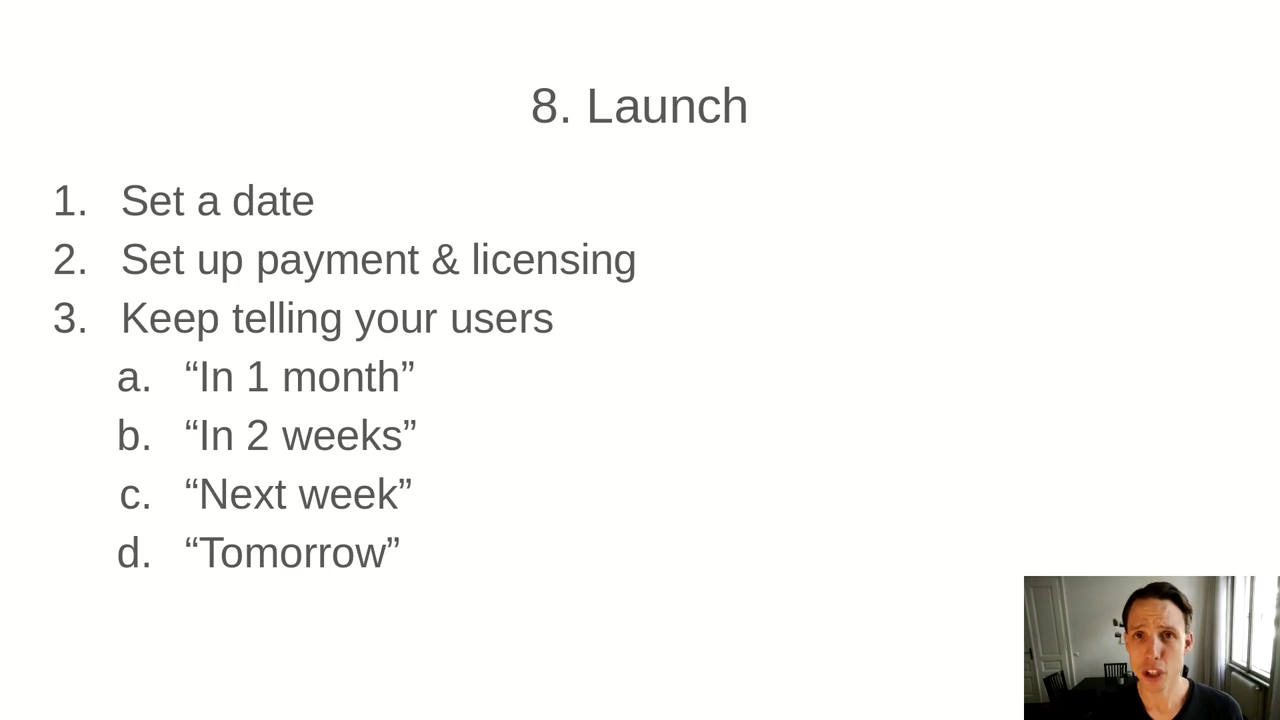 8. Launch
1. Set a date
2. Set up payment & licensing
3. Keep telling your users
a. “In 1 month”
b. “In 2 weeks”
c. “Next week”
d. “Tomorrow”